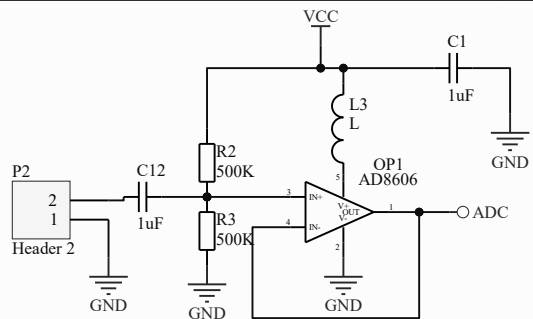 VCC
C1
1uF
GND
L3
L
R2
500K
OP1
AD8606
5
P2
2
1
Header 2
C12
1uF
3
IN+
V+
OUT
V-
1
ADC
4
IN-
R3
500K
2
GND
GND
GND